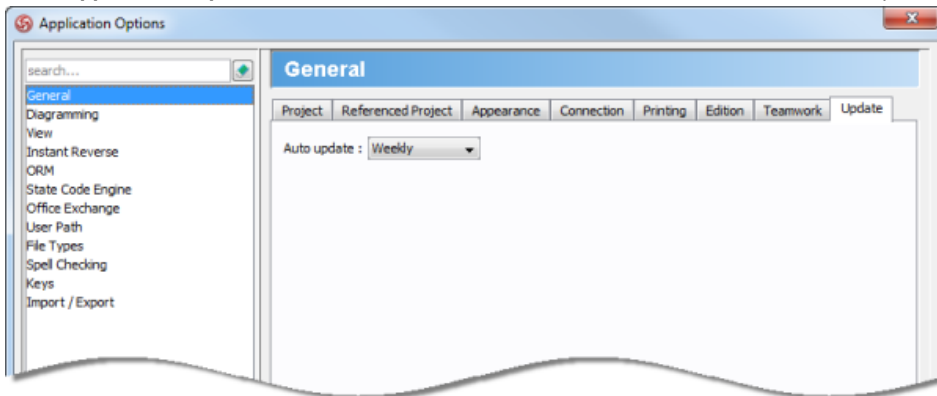 Application Options
search...
General
Diagramming
View
Instant Reverse
ORM
State Code Engine
Office Exchange
User Path
File Types
Spell Checking
Keys
Import / Export
General
Project Referenced Project Appearance Connection Printing Edition Teamwork Update
Auto update : Weekly